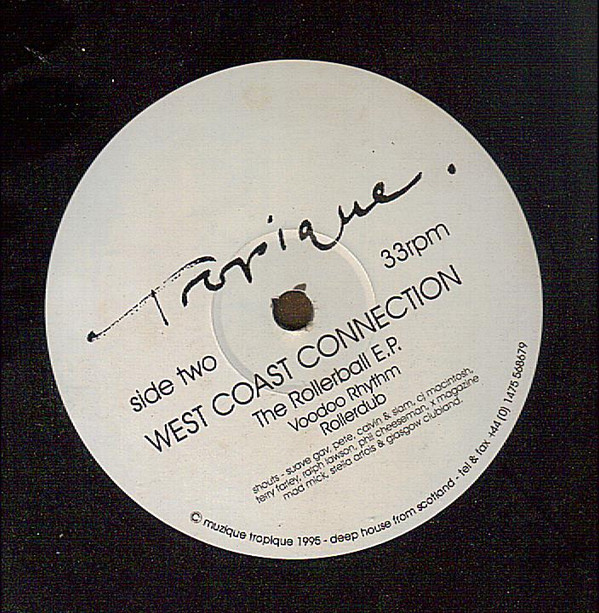 Tropique.
33rpm
side two
WEST COAST CONNECTION
The Rollerball E.P.
Voodoo Rhythm
Rollerdub
shouts - suave gav, pete, calvin & slam, cj macintosh,
terry farley, ralph lawson, phil cheeseman, t magazine
mad mick, stella artois & glasgow clubland.
© muzique tropique 1995 - deep house from scotland - tel & fax +44 (0) 1475 568679